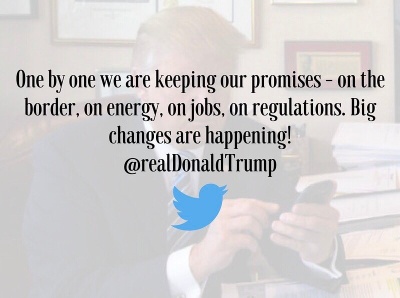 One by one we are keeping our promises - on the
border, on energy, on jobs, on regulations. Big
changes are happening!
@realDonaldTrump